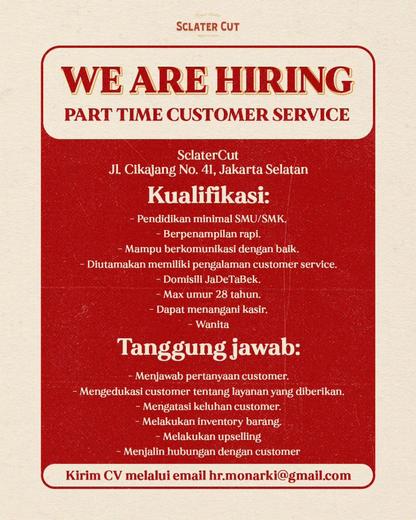 SCLATER CUT
WE ARE HIRING
PART TIME CUSTOMER SERVICE
SclaterCut
Jl. Cikajang No. 41, Jakarta Selatan
Kualifikasi:
- Pendidikan minimal SMU/SMK.
- Berpenampilan rapi.
- Mampu berkomunikasi dengan baik.
- Diutamakan memiliki pengalaman customer service.
- Domisili JaDeTaBek.
- Max umur 28 tahun.
- Dapat menangani kasir.
- Wanita
Tanggung jawab:
- Menjawab pertanyaan customer.
- Mengedukasi customer tentang layanan yang diberikan.
- Mengatasi keluhan customer.
- Melakukan inventory barang.
- Melakukan upselling
- Menjalin hubungan dengan customer
Kirim CV melalui email hr.monarki@gmail.com